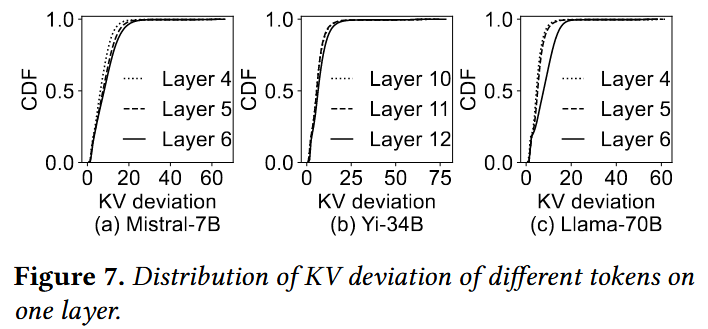 1.0
0.5
0.0
CDF
Layer 4
Layer 5
Layer 6
0 20 40 60
KV deviation
(a) Mistral-7B
1.0
0.5
0.0
CDF
Layer 10
Layer 11
Layer 12
0 25 50 75
KV deviation
(b) Yi-34B
1.0
0.5
0.0
CDF
Layer 4
Layer 5
Layer 6
0 20 40 60
KV deviation
(c) Llama-70B
Figure 7. Distribution of KV deviation of different tokens on
one layer.